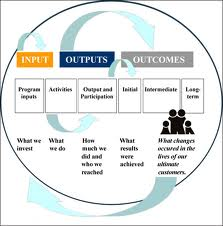 INPUT OUTPUTS OUTCOMES
Program inputs
Activities
Output and Participation
Initial
Intermediate
Long-term
What we invest
What we do
How much we did and who we reached
What results were achieved
What changes occured in the lives of our ultimate customers.